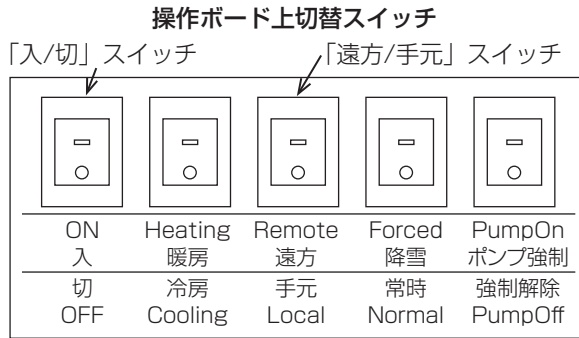 操作ボード上切替スイッチ
「入/切」スイッチ 「遠方/手元」スイッチ
ON Heating Remote Forced PumpOn
入 暖房 遠方 降雪 ポンプ強制
切 冷房 手元 常時 強制解除
OFF Cooling Local Normal PumpOff